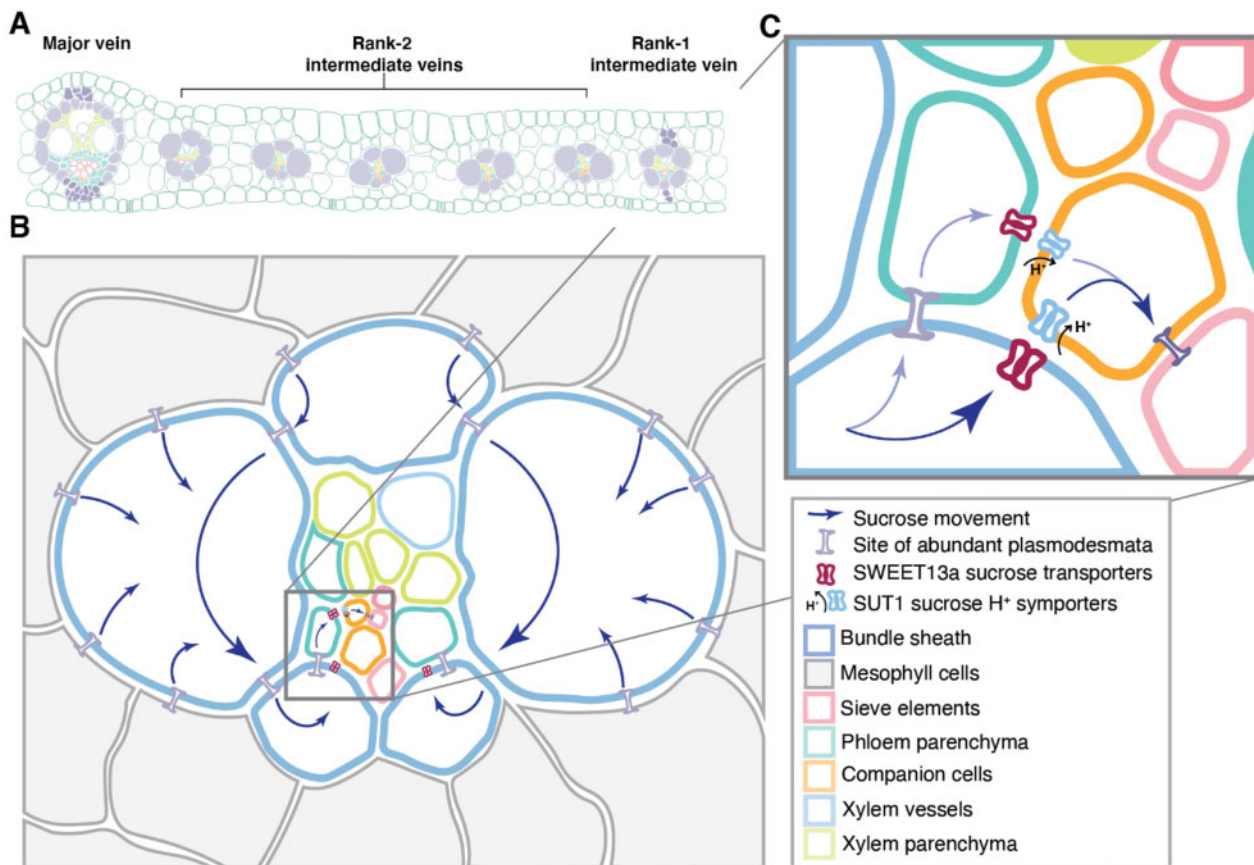 A
Major vein
Rank-2
intermediate veins
Rank-1
intermediate vein
B
C
H+
H+
Sucrose movement
Site of abundant plasmodesmata
SWEET13a sucrose transporters
H+ SUT1 sucrose H+ symporters
Bundle sheath
Mesophyll cells
Sieve elements
Phloem parenchyma
Companion cells
Xylem vessels
Xylem parenchyma